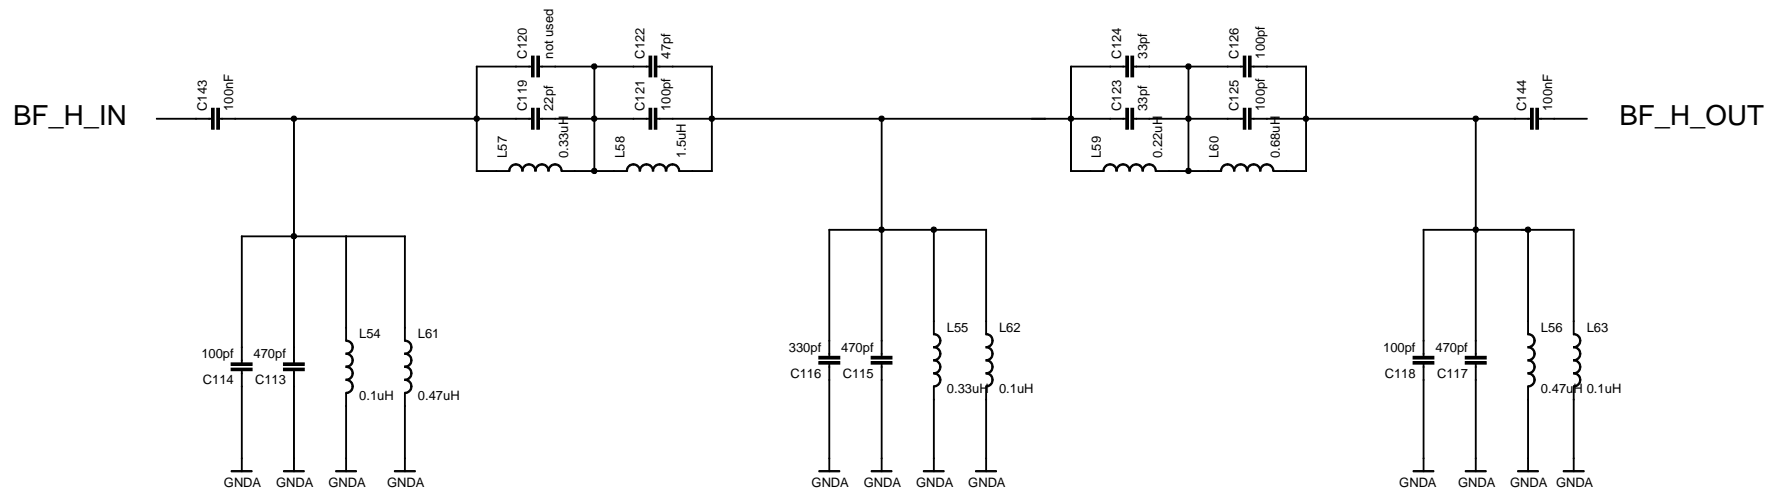 BF_H_IN
C143
100nF
C120
not used
C122
47pf
C119
22pf
C121
100pf
L57
0.33uH
L58
1.5uH
C124
33pf
C126
100pf
C123
33pf
C125
100pf
L59
0.22uH
L60
0.68uH
C144
100nF
BF_H_OUT
100pf
C114
470pf
C113
L54
0.1uH
L61
0.47uH
330pf
C116
470pf
C115
L55
0.33uH
L62
0.1uH
100pf
C118
470pf
C117
L56
0.47uH
L63
0.1uH
GNDA GNDA GNDA GNDA
GNDA GNDA GNDA GNDA
GNDA GNDA GNDA GNDA